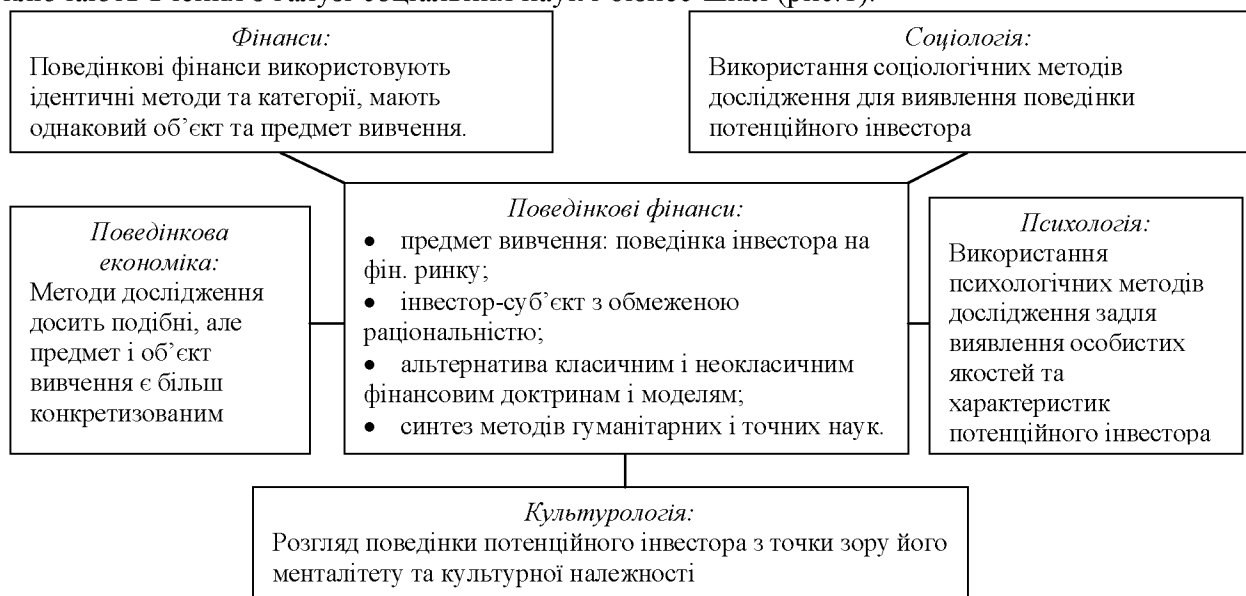 Фінанси:
Поведінкові фінанси використовують
ідентичні методи та категорії, мають
однаковий об’єкт та предмет вивчення.
Соціологія:
Використання соціологічних методів
дослідження для виявлення поведінки
потенційного інвестора
Поведінкова
економіка:
Методи дослідження
досить подібні, але
предмет і об’єкт
вивчення є більш
конкретизованим
Поведінкові фінанси:
• предмет вивчення: поведінка інвестора на
фін. ринку;
• інвестор-суб’єкт з обмеженою
раціональністю;
• альтернатива класичним і неокласичним
фінансовим доктринам і моделям;
• синтез методів гуманітарних і точних наук.
Психологія:
Використання
психологічних методів
дослідження задля
виявлення особистих
якостей та
характеристик
потенційного інвестора
Культурологія:
Розгляд поведінки потенційного інвестора з точки зору його
менталітету та культурної належності